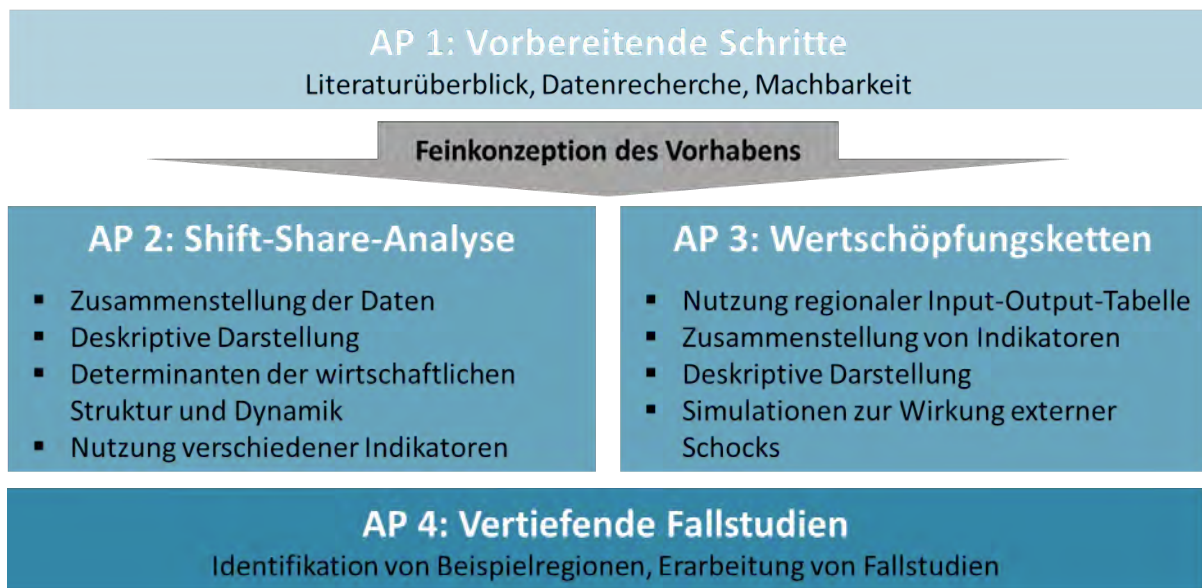 AP 1: Vorbereitende Schritte
Literaturüberblick, Datenrecherche, Machbarkeit
Feinkonzeption des Vorhabens
AP 2: Shift-Share-Analyse
▪ Zusammenstellung der Daten
▪ Deskriptive Darstellung
▪ Determinanten der wirtschaftlichen
Struktur und Dynamik
▪ Nutzung verschiedener Indikatoren
AP 3: Wertschöpfungsketten
▪ Nutzung regionaler Input-Output-Tabelle
▪ Zusammenstellung von Indikatoren
▪ Deskriptive Darstellung
▪ Simulationen zur Wirkung externer
Schocks
AP 4: Vertiefende Fallstudien
Identifikation von Beispielregionen, Erarbeitung von Fallstudien